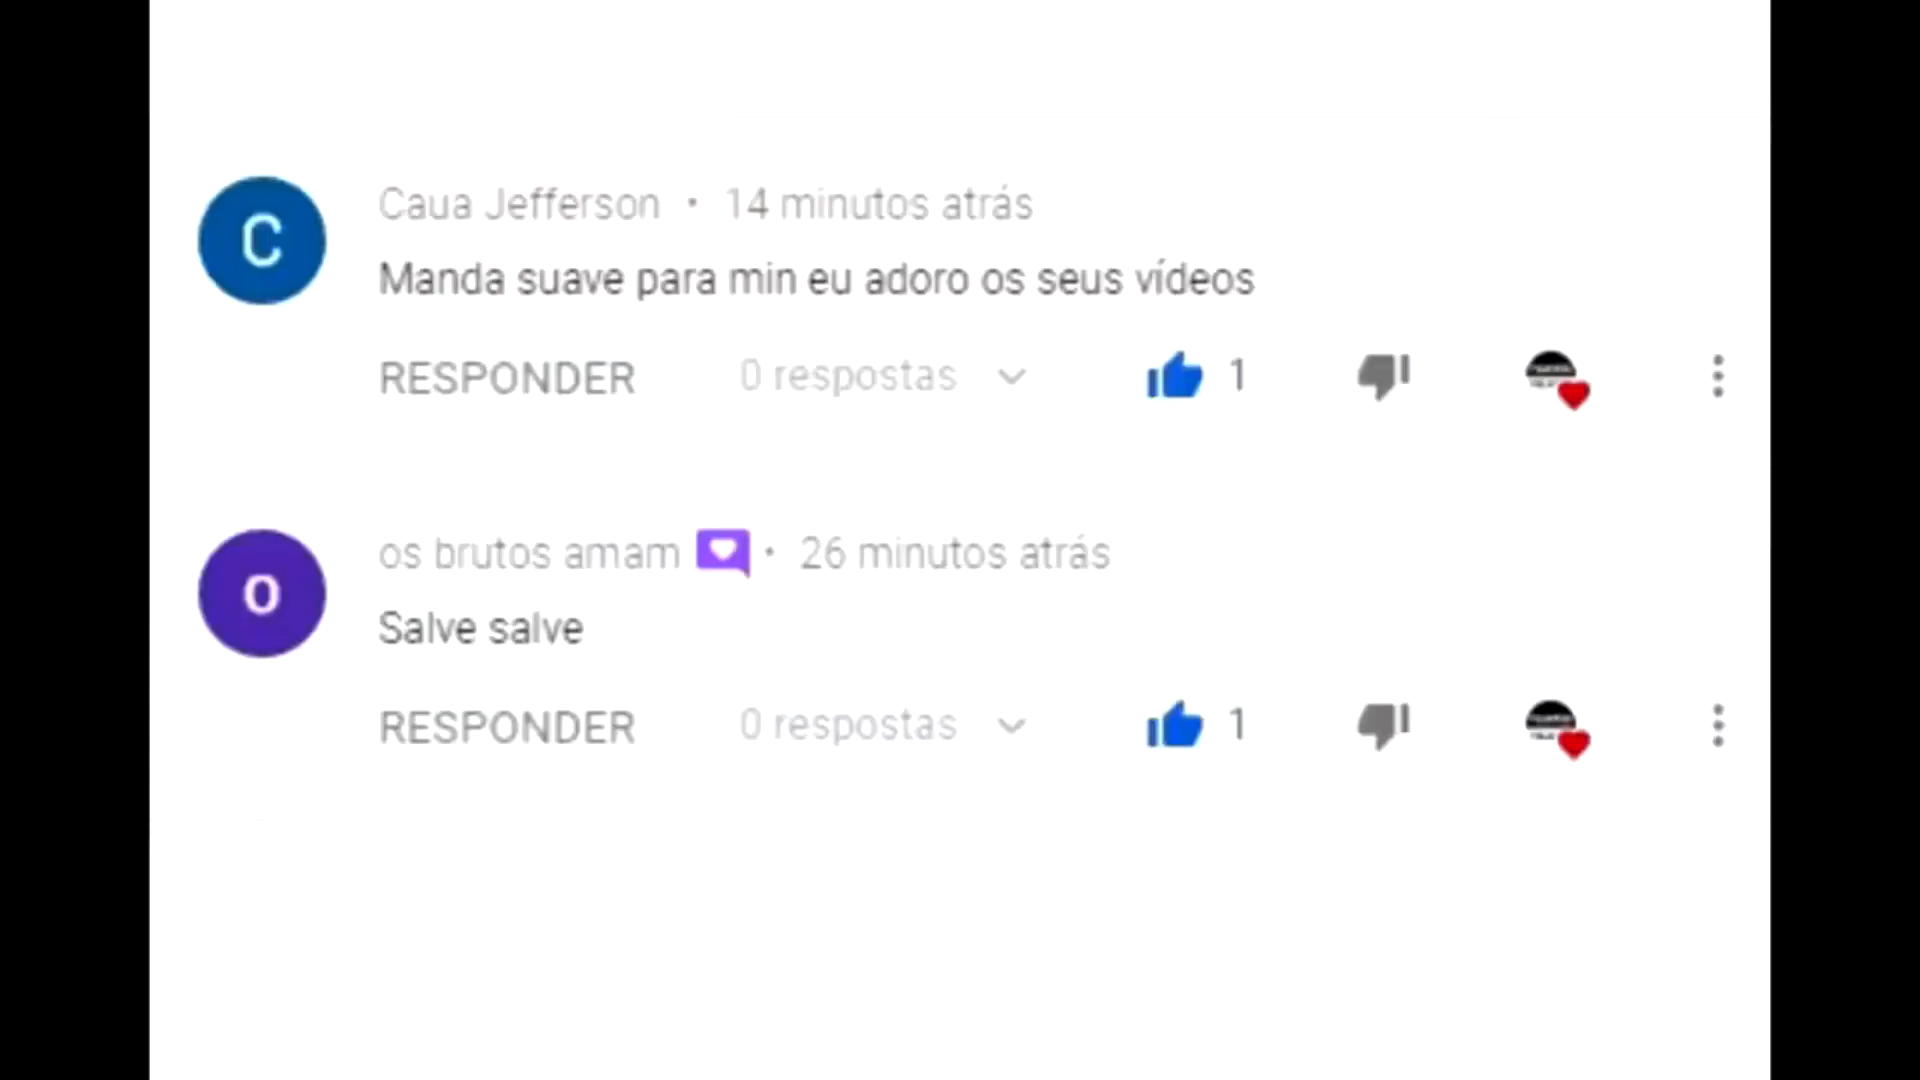 C
Caua Jefferson • 14 minutos atrás
Manda suave para min eu adoro os seus vídeos
RESPONDER 0 respostas 1
o
os brutos amam • 26 minutos atrás
Salve salve
RESPONDER 0 respostas 1